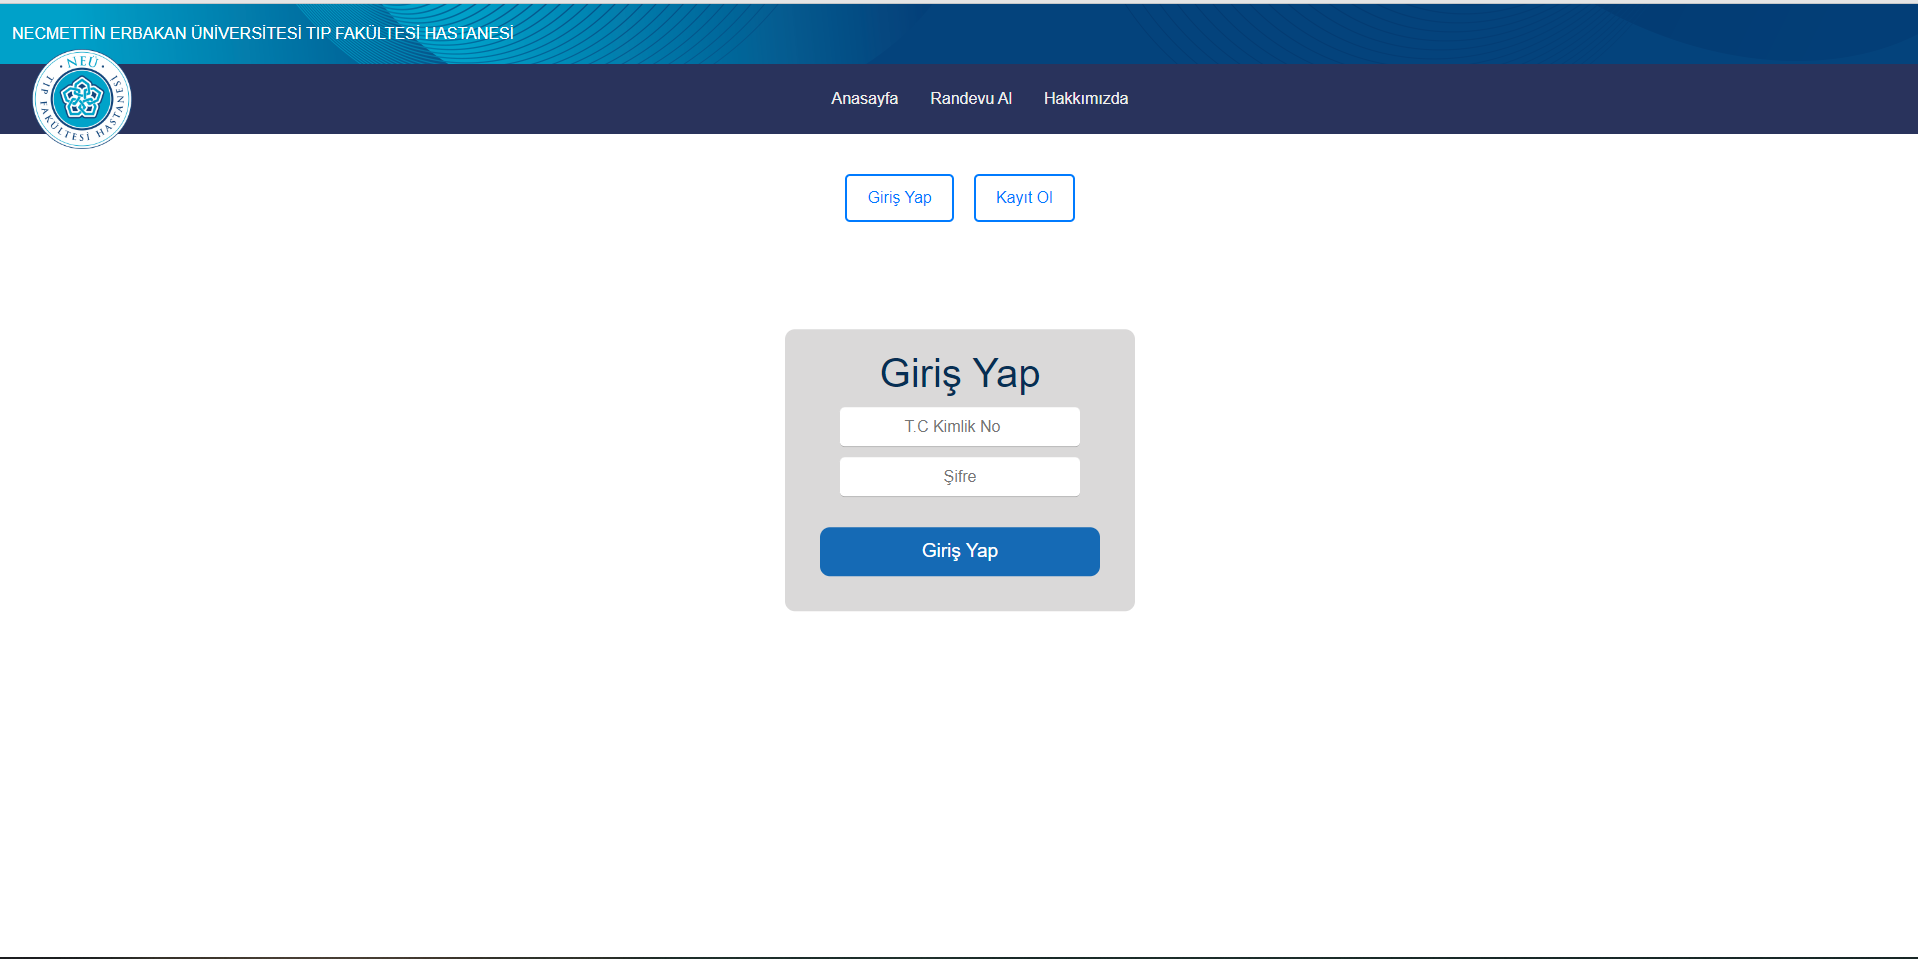 NECMETTİN ERBAKAN ÜNİVERSİTESİ TIP FAKÜLTESİ HASTANESİ
· NEÜ ·
TIP FAKÜLTESİ HASTANESİ
Anasayfa Randevu Al Hakkımızda
Giriş Yap Kayıt Ol
Giriş Yap
T.C Kimlik No
Şifre
Giriş Yap